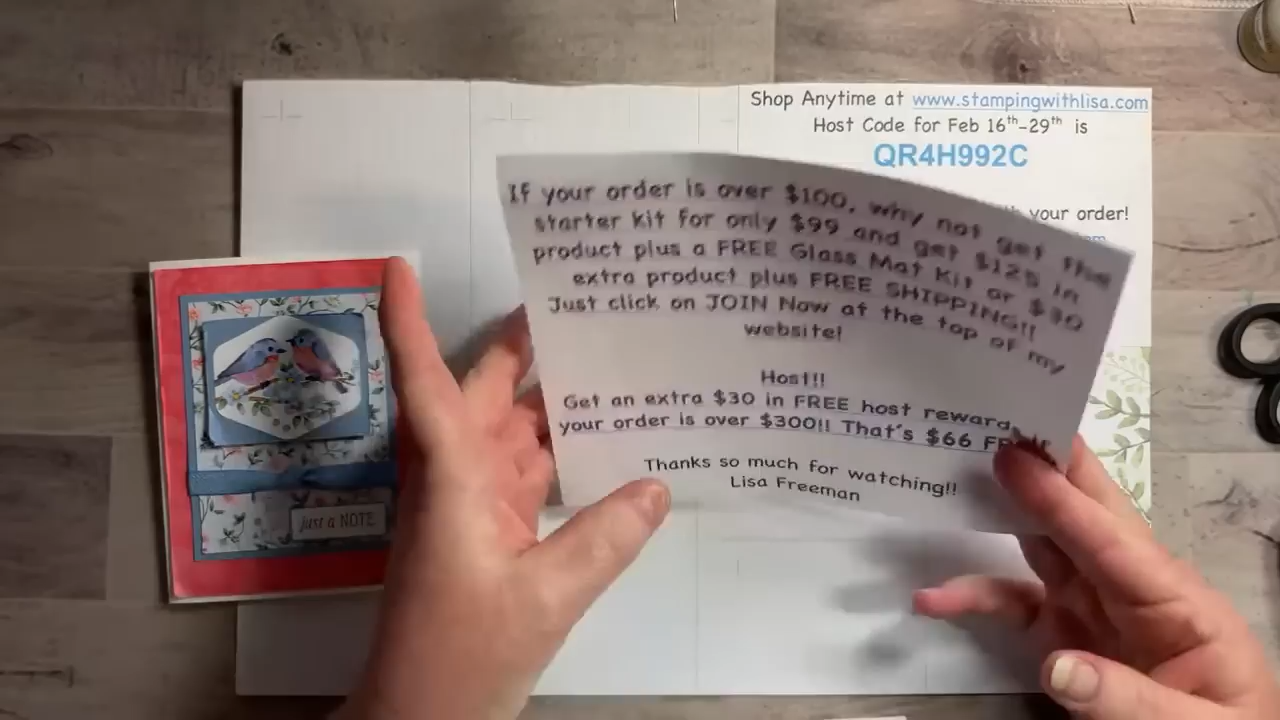 Shop Anytime at www.stampingwithlisa.com
Host Code for Feb 16th-29th is
QR4H992C
your order!
If your order is over $100, why not get the
starter kit for only $99 and get $125 in
product plus a FREE Glass Mat Kit or $30
extra product plus FREE SHIPPING!!
Just click on JOIN Now at the top of my
website!
Host!!
Get an extra $30 in FREE host rewards
your order is over $300!! That's $66
Thanks so much for watching!!
Lisa Freeman
just a NOTE